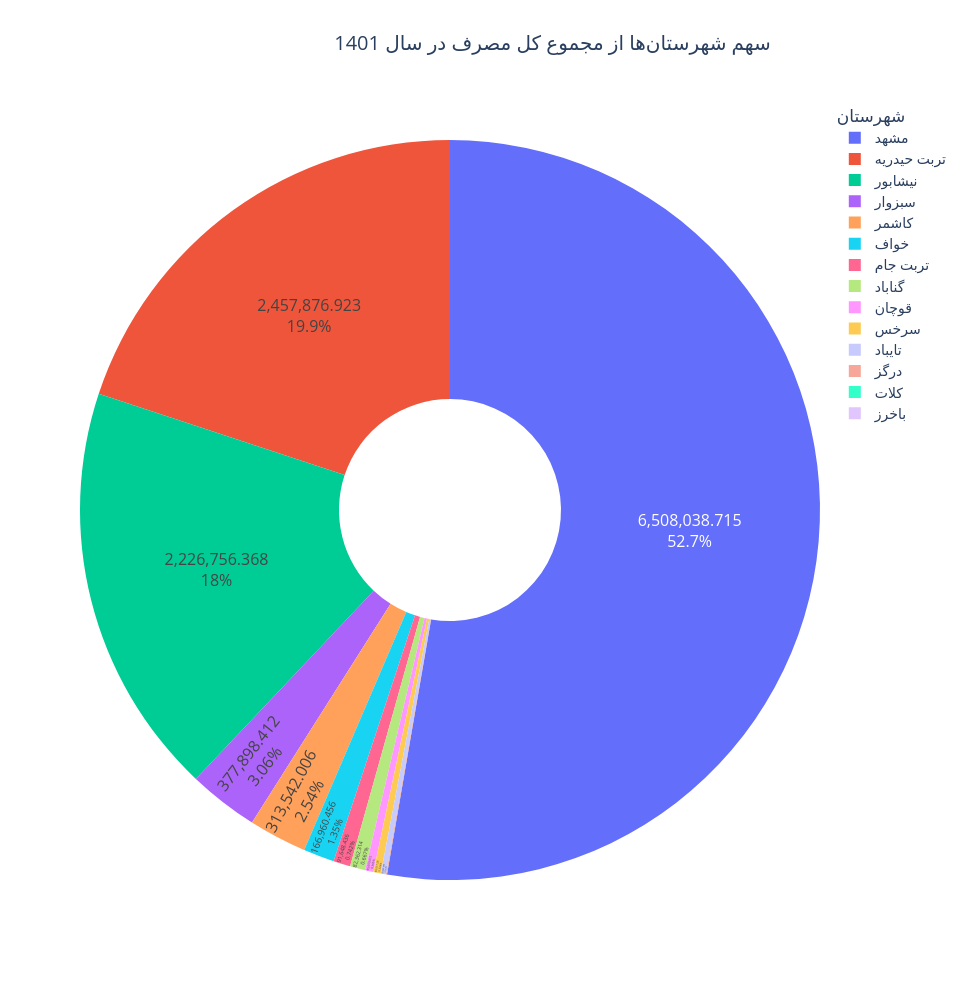 سهم شهرستان‌ها از مجموع کل مصرف در سال 1401
شهرستان
مشهد
تربت حیدریه
نیشابور
سبزوار
کاشمر
خواف
تربت جام
گناباد
قوچان
سرخس
تایباد
درگز
کلات
باخرز
6,508,038.715
52.7%
2,457,876.923
19.9%
2,226,756.368
18%
377,898.412
3.06%
313,542.006
2.54%
166,960.456
1.35%